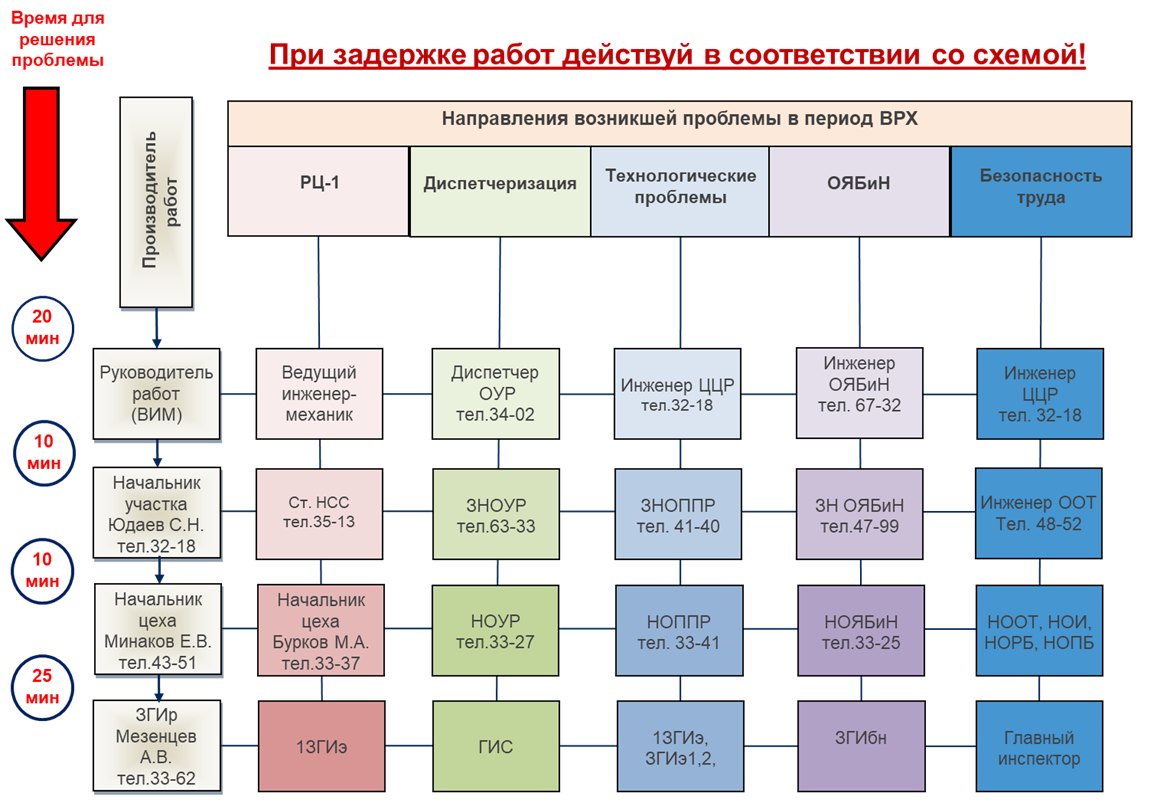 Время для
решения
проблемы
При задержке работ действуй в соответствии со схемой!
Производитель
работ
Направления возникшей проблемы в период ВРХ
РЦ-1
Диспетчеризация
Технологические
проблемы
ОЯБиН
Безопасность
труда
20
мин
Руководитель
работ
(ВИМ)
Ведущий
инженер-
механик
Диспетчер
ОУР
тел.34-02
Инженер ЦЦР
тел.32-18
Инженер
ОЯБиН
тел. 67-32
Инженер
ЦЦР
тел. 32-18
10
мин
Начальник
участка
Юдаев С.Н.
тел.32-18
Ст. НСС
тел.35-13
ЗНОУР
тел.63-33
ЗНОППР
тел. 41-40
ЗН ОЯБиН
тел.47-99
Инженер ООТ
Тел. 48-52
10
мин
Начальник
цеха
Минаков Е.В.
тел.43-51
Начальник
цеха
Бурков М.А.
тел.33-37
НОУР
тел.33-27
НОППР
тел. 33-41
НОЯБиН
тел.33-25
НООТ, НОИ,
НОРБ, НОПБ
25
мин
ЗГИр
Мезенцев
А.В.
тел.33-62
1ЗГИэ
ГИС
1ЗГИэ,
ЗГИэ1,2,
ЗГИбн
Главный
инспектор